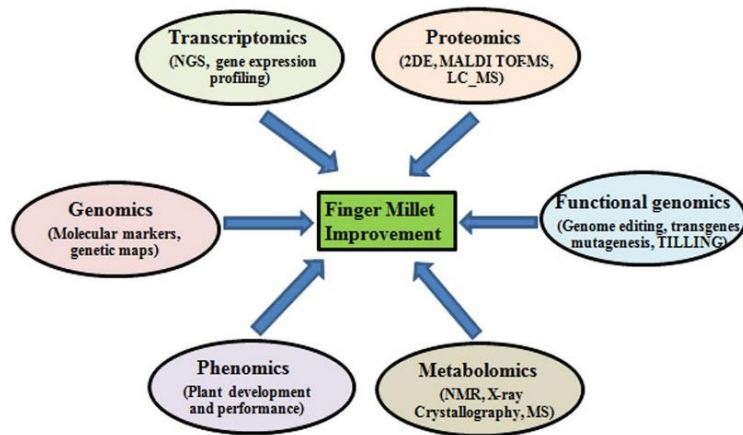 Transcriptomics
(NGS, gene expression
profiling)
Proteomics
(2DE, MALDI TOF-MS,
LC_MS)
Genomics
(Molecular markers,
genetic maps)
Finger Millet
Improvement
Functional genomics
(Genome editing, transgenes,
mutagenesis, TILLING)
Phenomics
(Plant development
and performance)
Metabolomics
(NMR, X-ray
Crystallography, MS)